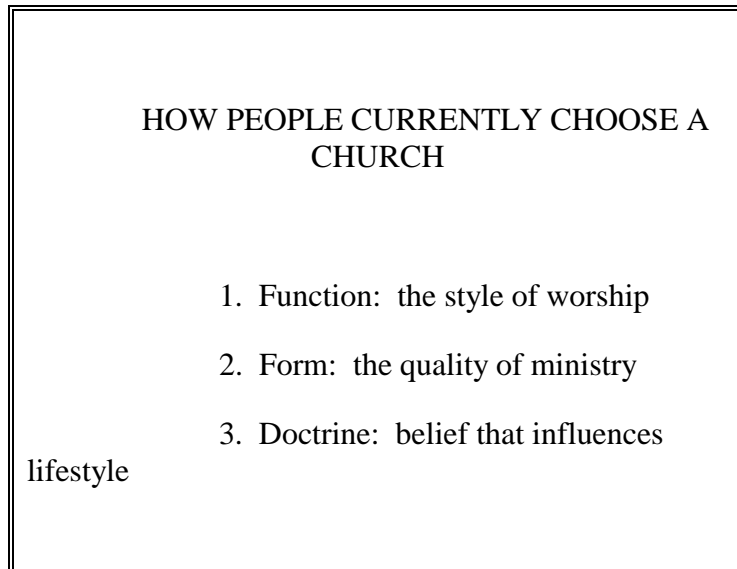 HOW PEOPLE CURRENTLY CHOOSE A
CHURCH
1. Function: the style of worship
2. Form: the quality of ministry
3. Doctrine: belief that influences
lifestyle